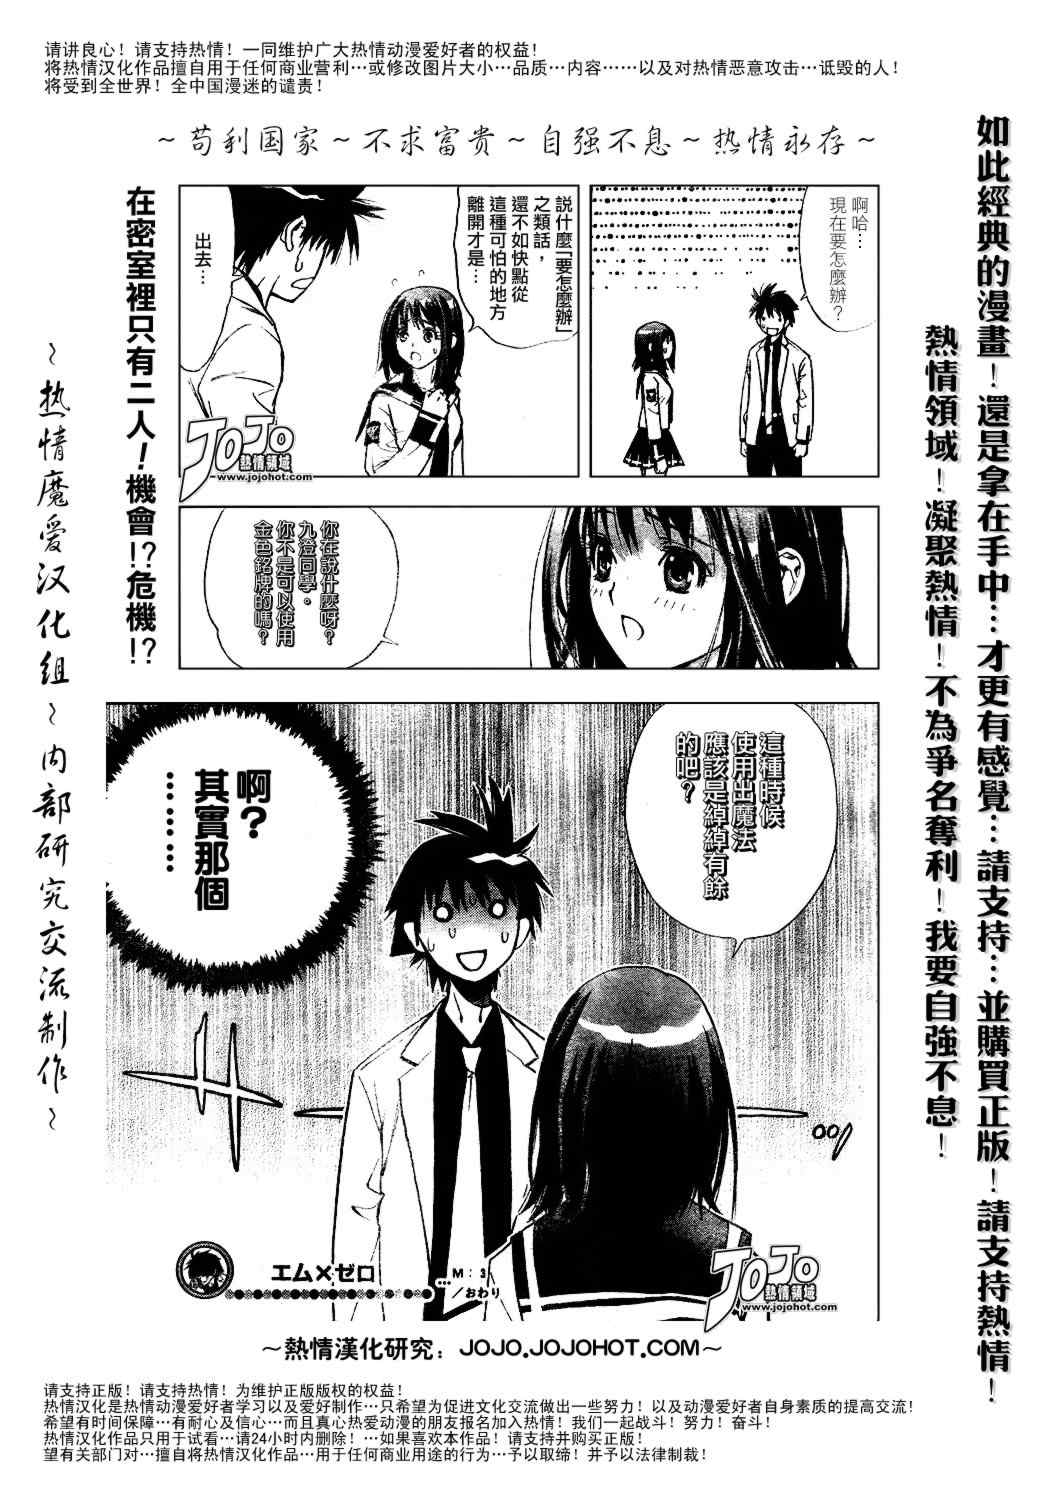 请讲良心！请支持热情！一同维护广大热情动漫爱好者的权益！
将热情汉化作品擅自用于任何商业营利…或修改图片大小…品质…内容……以及对热情恶意攻击…诋毁的人！
将受到全世界！全中国漫迷的谴责！
～苟利国家～不求富贵～自强不息～热情永存～
如此經典的漫畫！還是拿在手中…才更有感覺…請支持…並購買正版！請支持熱情！
熱情領域！凝聚熱情！不為爭名奪利！我要自強不息！
啊哈…
現在要怎麼辦？
說什麼「要怎麼辦」
之類話，
還不如快點從
這種可怕的地方
離開才是…
出去…
JOJO
熱情領域
www.jojohot.com
在密室裡只有二人！機會!?危機!?
～热情魔爱汉化组～内部研究交流制作～
你在說什麼呀？
九澄同學。
你不是可以使用
金色銘牌的嗎？
這種時候
使用出魔法
應該是綽綽有餘
的吧？
啊？
其實那個
………
エム×ゼロ
M：3
…／おわり
JOJO
熱情領域
www.jojohot.com
～熱情漢化研究：JOJO.JOJOHOT.COM～
请支持正版！请支持热情！为维护正版版权的权益！
热情汉化是热情动漫爱好者学习以及爱好制作…只希望为促进文化交流做出一些努力！以及动漫爱好者自身素质的提高交流！
希望有时间保障…有耐心及信心…而且真心热爱动漫的朋友报名加入热情！我们一起战斗！努力！奋斗！
热情汉化作品只用于试看…请24小时内删除！…如果喜欢本作品！请支持并购买正版！
望有关部门对…擅自将热情汉化作品…用于任何商业用途的行为…予以取缔！并予以法律制裁！